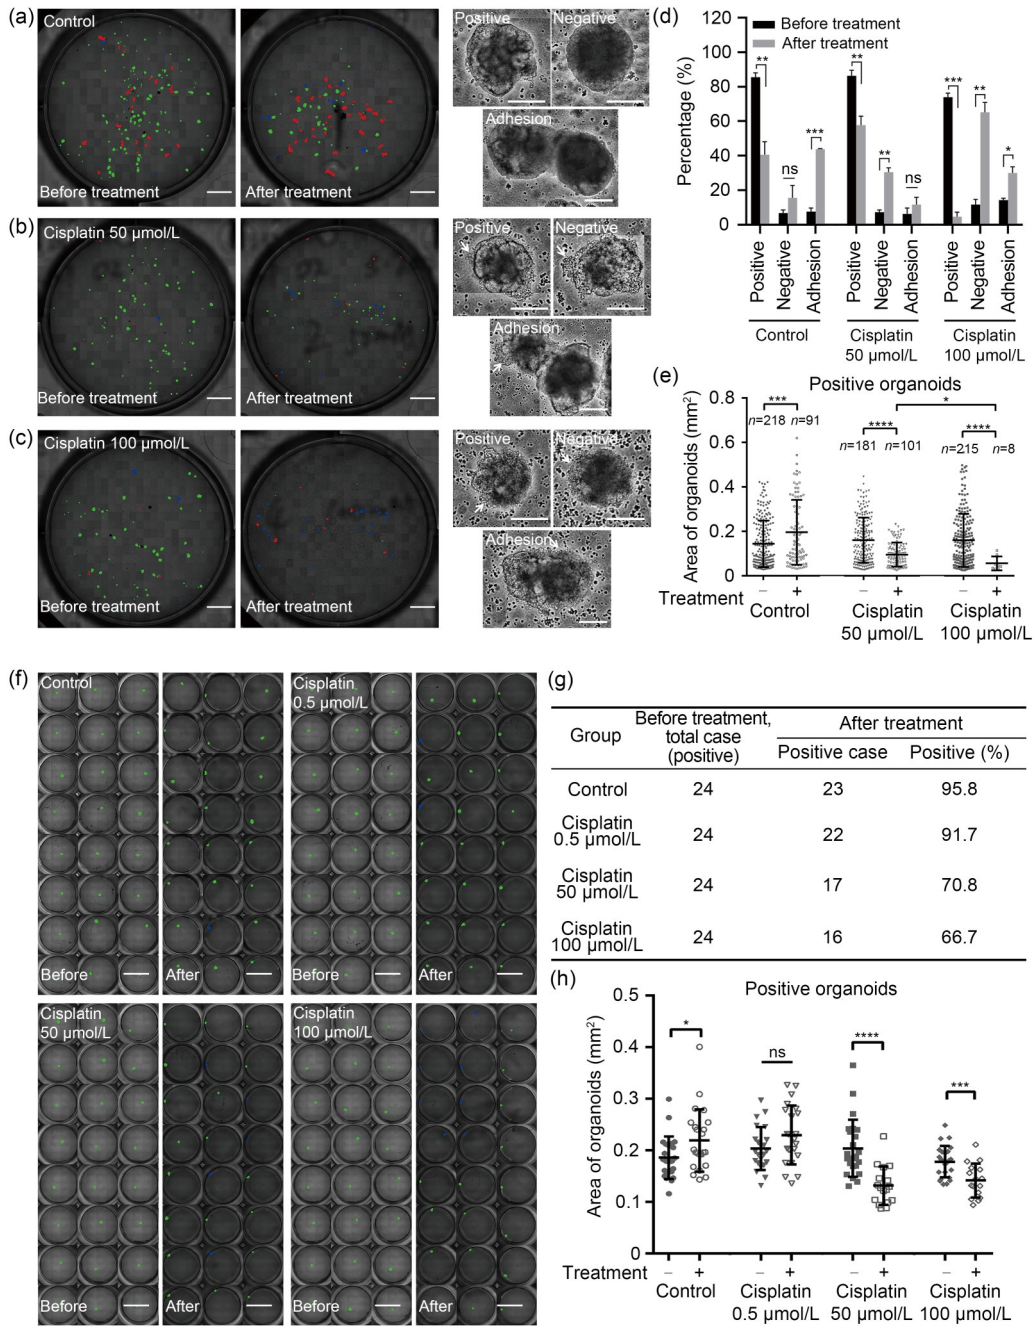 (a)
Control
Before treatment
After treatment
Positive
Negative
Adhesion
(b)
Cisplatin 50 μmol/L
Before treatment
After treatment
Positive
Negative
Adhesion
(c)
Cisplatin 100 μmol/L
Before treatment
After treatment
Positive
Negative
Adhesion
(d)
Before treatment
After treatment
Percentage (%)
120
100
80
60
40
20
0
** ns ***
** ** ns
*** ** *
Positive Negative Adhesion Positive Negative Adhesion Positive Negative Adhesion
Control
Cisplatin
50 μmol/L
Cisplatin
100 μmol/L
(e)
Positive organoids
Area of organoids (mm²)
0.8
0.6
0.4
0.2
0
*** **** * ****
n=218 n=91
n=181 n=101
n=215 n=8
Treatment − + − + − +
Control
Cisplatin
50 μmol/L
Cisplatin
100 μmol/L
(f)
Control
Before
After
Cisplatin
0.5 μmol/L
Before
After
Cisplatin
50 μmol/L
Before
After
Cisplatin
100 μmol/L
Before
After
(g)
Group
Before treatment,
total case
(positive)
After treatment
Positive case Positive (%)
Control 24 23 95.8
Cisplatin
0.5 μmol/L 24 22 91.7
Cisplatin
50 μmol/L 24 17 70.8
Cisplatin
100 μmol/L 24 16 66.7
(h)
Positive organoids
Area of organoids (mm²)
0.5
0.4
0.3
0.2
0.1
0
* ns **** ***
Treatment − + − + − + − +
Control
Cisplatin
0.5 μmol/L
Cisplatin
50 μmol/L
Cisplatin
100 μmol/L